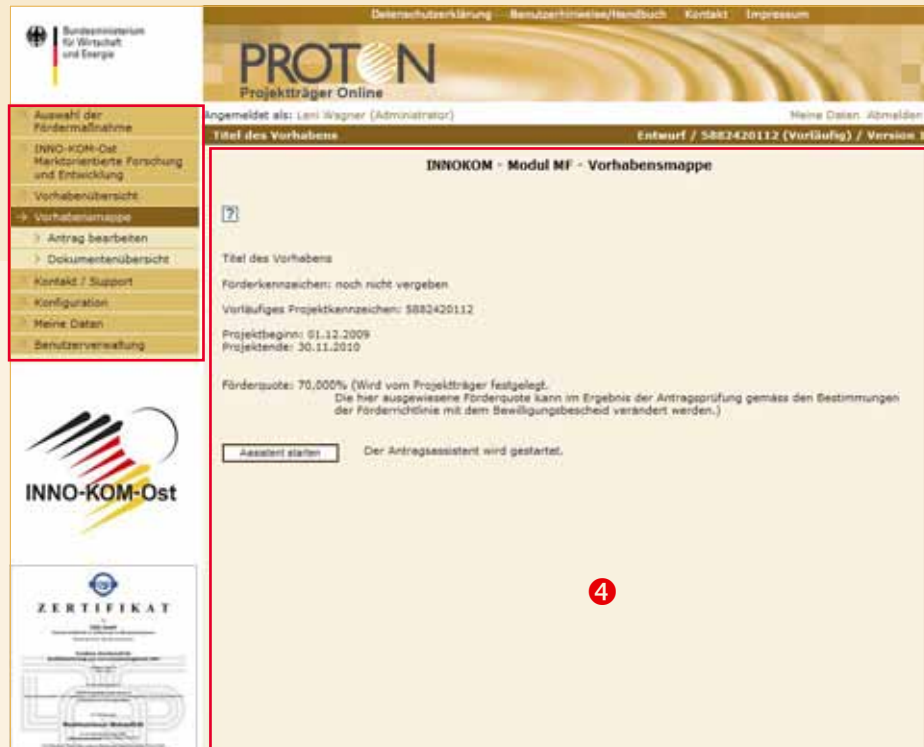 Datenschutzerklärung Benutzerhinweise/Handbuch Kontakt Impressum
Bundesministerium
für Wirtschaft
und Energie
PROTON
Projektträger Online
Angemeldet als: Leni Wagner (Administrator) Meine Daten Abmelden
Titel des Vorhabens Entwurf / 5882420112 (Vorläufig) / Version
Auswahl der
Fördermaßnahme
INNO-KOM-Ost
Marktorientierte Forschung
und Entwicklung
Vorhabenübersicht
Vorhabensmappe
Antrag bearbeiten
Dokumentenübersicht
Kontakt / Support
Konfiguration
Meine Daten
Benutzerverwaltung
INNOKOM - Modul MF - Vorhabensmappe
?
Titel des Vorhabens
Förderkennzeichen: noch nicht vergeben
Vorläufiges Projektkennzeichen: 5882420112
Projektbeginn: 01.12.2009
Projektende: 30.11.2010
Förderquote: 70,000% (Wird vom Projektträger festgelegt.
Die hier ausgewiesene Förderquote kann im Ergebnis der Antragsprüfung gemäss den Bestimmungen
der Förderrichtlinie mit dem Bewilligungsbescheid verändert werden.)
Assistent starten Der Antragsassistent wird gestartet.
INNO-KOM-Ost
4
ZERTIFIKAT